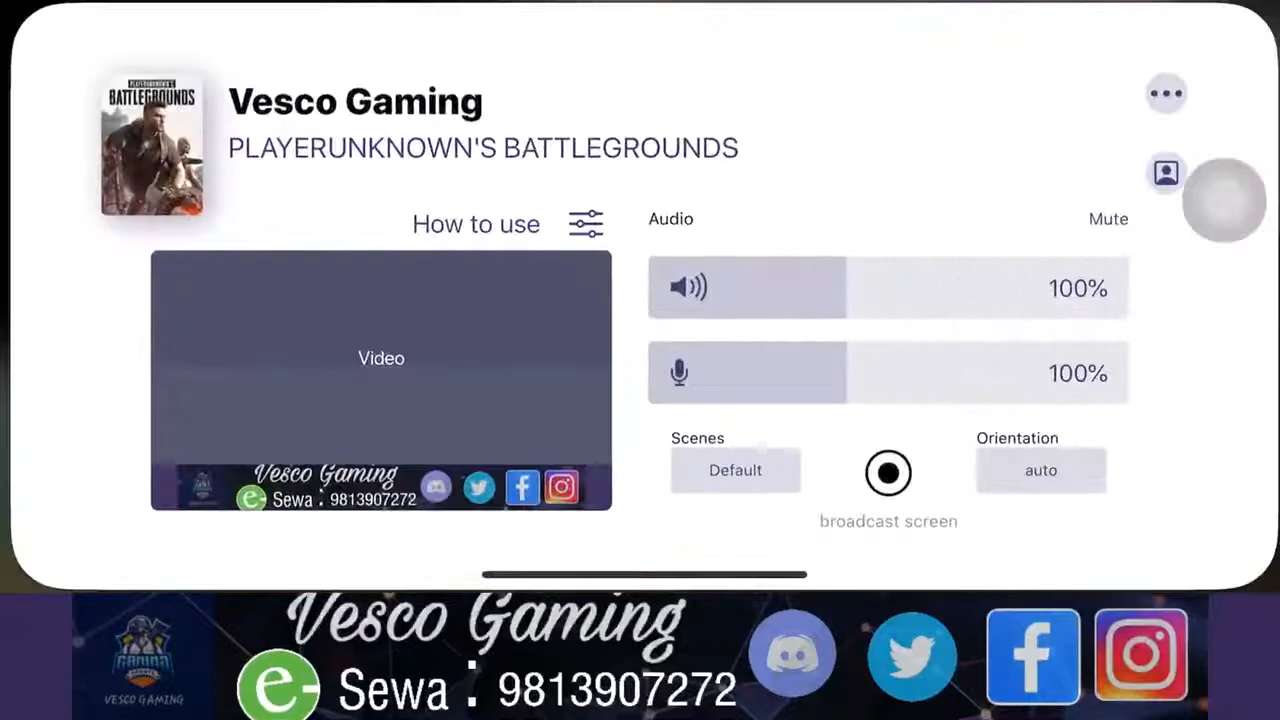 PLAYERUNKNOWN'S
BATTLEGROUNDS
Vesco Gaming
PLAYERUNKNOWN'S BATTLEGROUNDS
How to use
Audio
Mute
100%
Video
100%
Scenes
Orientation
Default
auto
broadcast screen
Vesco Gaming
e-
Sewa : 9813907272
Vesco Gaming
e-
Sewa : 9813907272
GAMING
VESCO GAMING